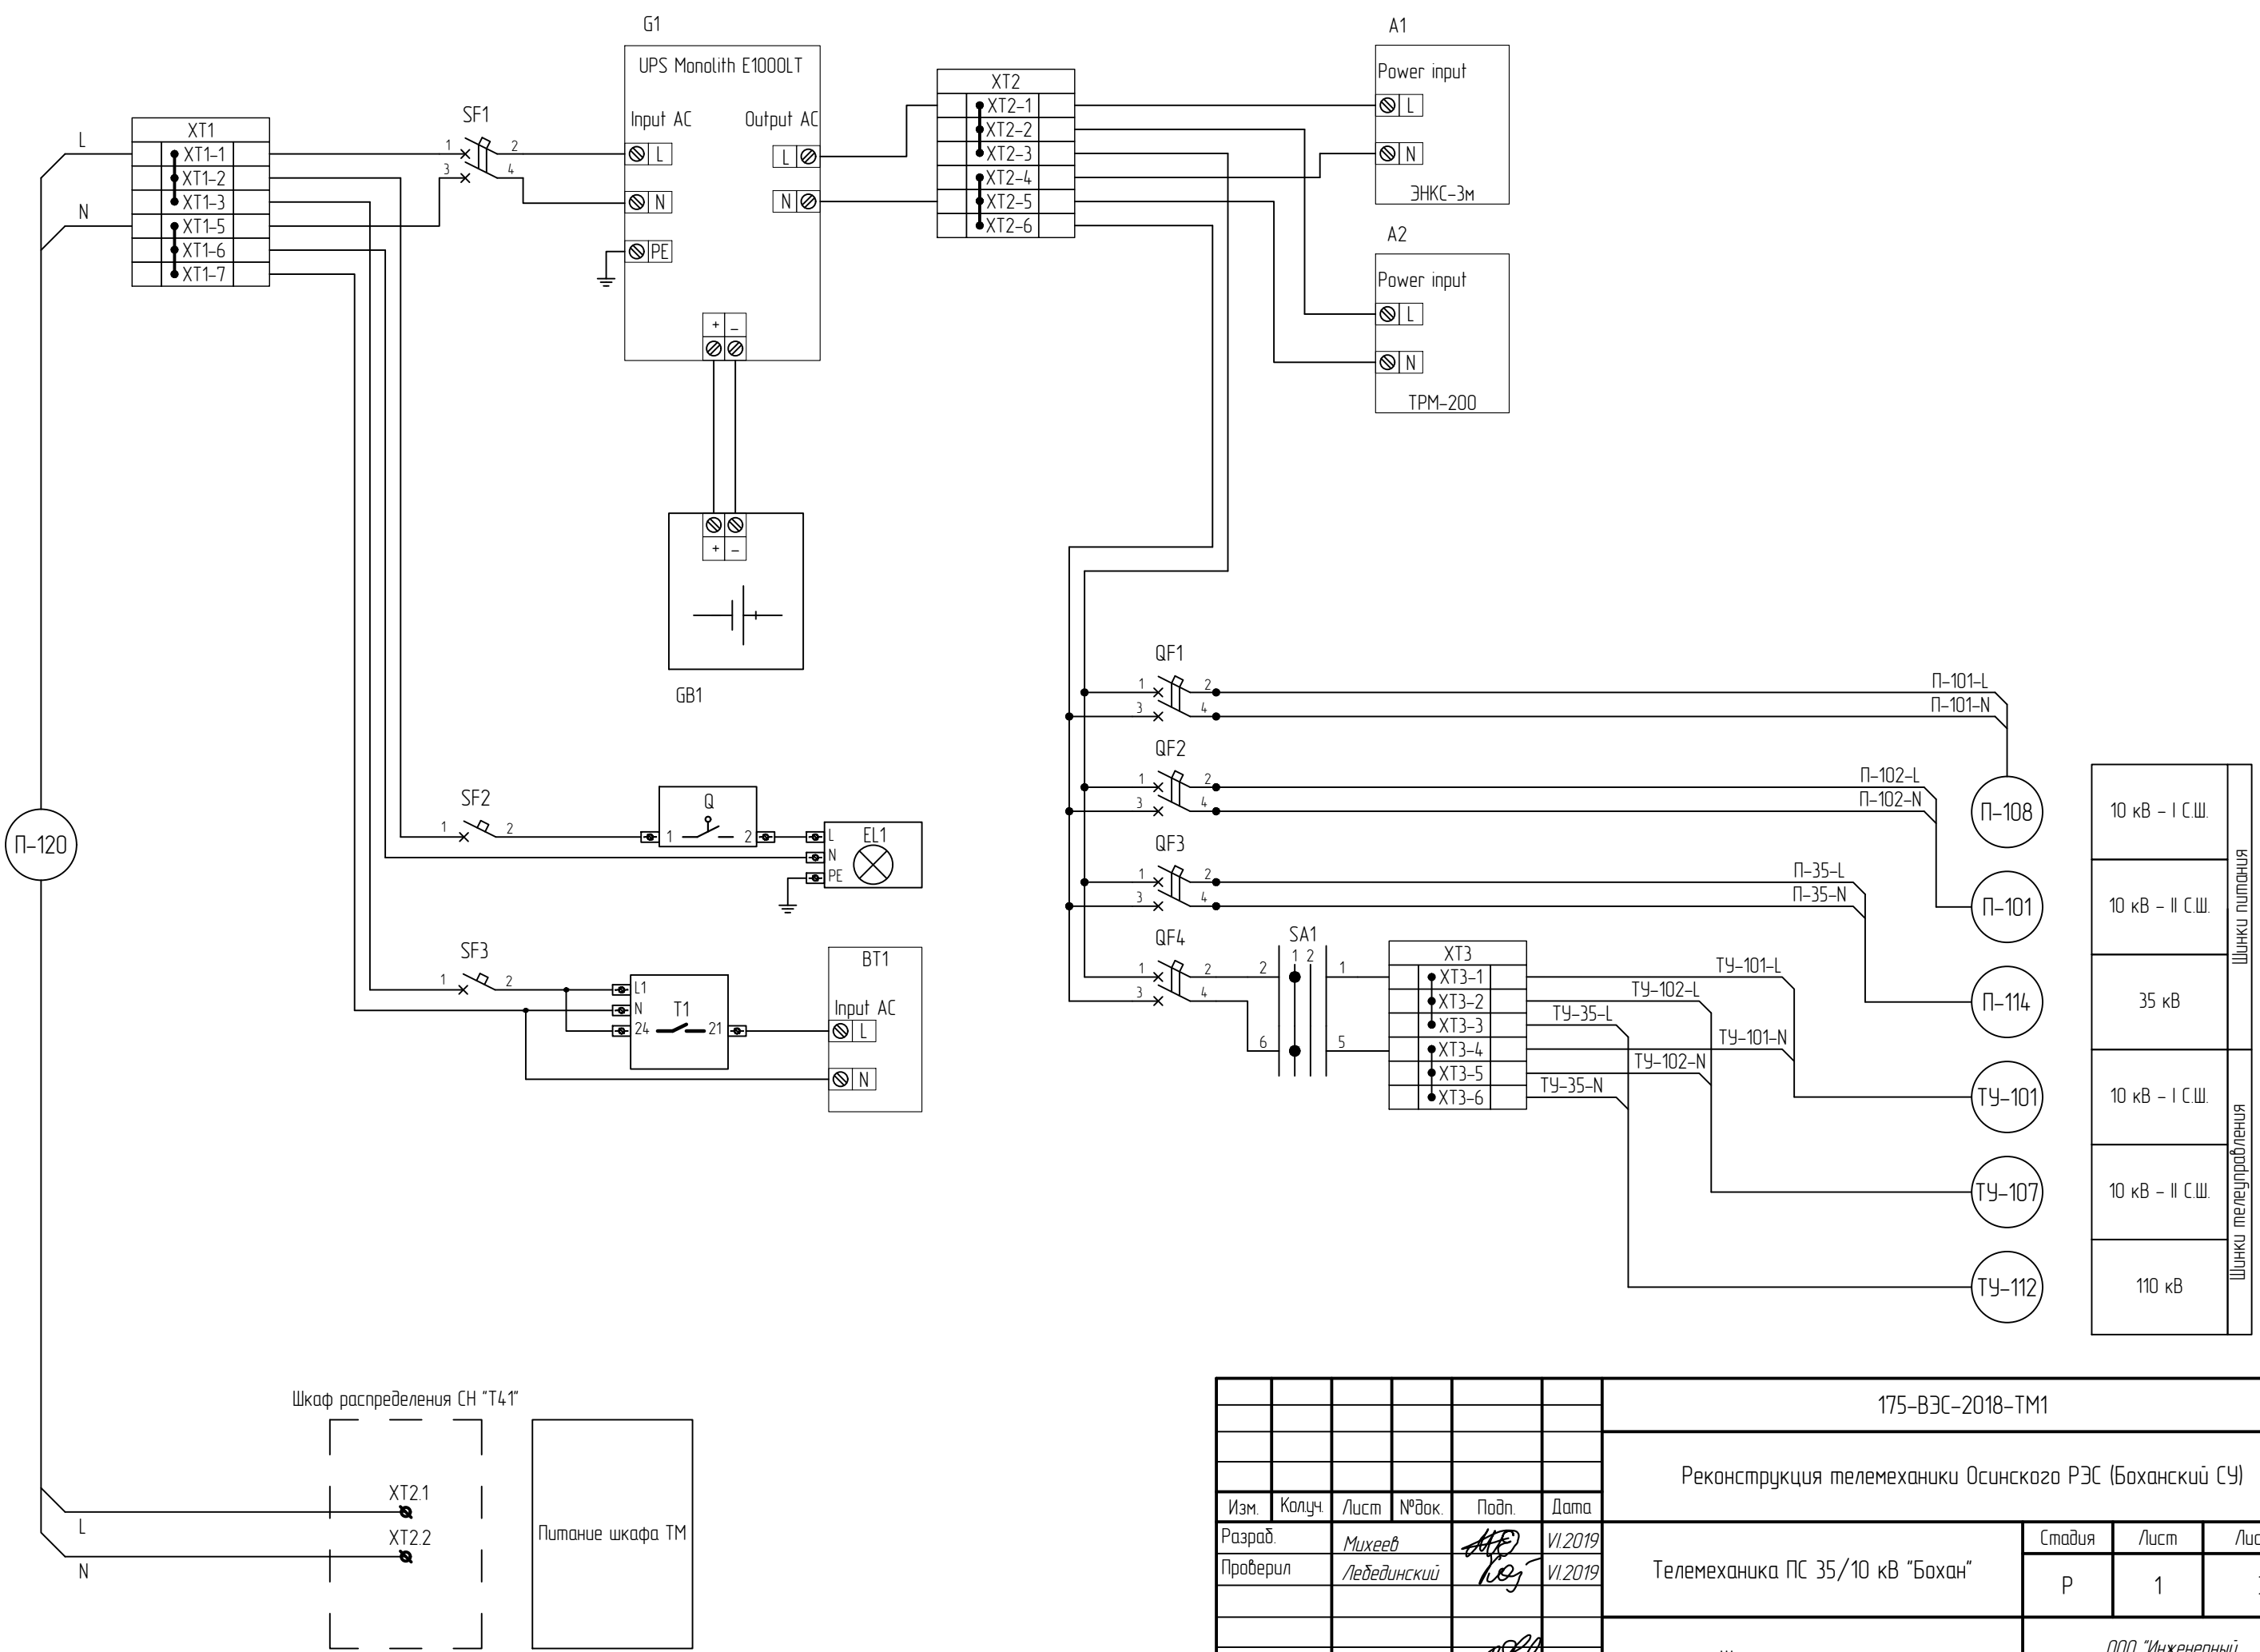 G1
UPS Monolith E1000LT
Input AC
Output AC
L
N
PE
L
N
+ –
A1
Power input
L
N
ЭНКС-3м
A2
Power input
L
N
ТРМ-200
L
N
XT1
XT1-1
XT1-2
XT1-3
XT1-5
XT1-6
XT1-7
SF1
1 2
3 4
XT2
XT2-1
XT2-2
XT2-3
XT2-4
XT2-5
XT2-6
+ –
GB1
П-120
SF2
1 2
Q
1 2
L
N
PE
EL1
SF3
1 2
L1
N
24 21
T1
BT1
Input AC
L
N
QF1
1 2
3 4
П-101-L
П-101-N
QF2
1 2
3 4
П-102-L
П-102-N
QF3
1 2
3 4
П-35-L
П-35-N
QF4
1 2
3 4
SA1
1 2
2 1
6 5
XT3
XT3-1
XT3-2
XT3-3
XT3-4
XT3-5
XT3-6
ТУ-101-L
ТУ-102-L
ТУ-35-L
ТУ-101-N
ТУ-102-N
ТУ-35-N
П-108
П-101
П-114
ТУ-101
ТУ-107
ТУ-112
10 кВ - I С.Ш.
10 кВ - II С.Ш.
35 кВ
10 кВ - I С.Ш.
10 кВ - II С.Ш.
110 кВ
Шинки питания
Шинки телеуправления
Шкаф распределения СН "Т41"
XT2.1
XT2.2
L
N
Питание шкафа ТМ
175-ВЭС-2018-ТМ1
Реконструкция телемеханики Осинского РЭС (Боханский СУ)
Изм. Кол.уч. Лист №док. Подп. Дата
Разраб. Михеев VI.2019
Проверил Лебединский VI.2019
Телемеханика ПС 35/10 кВ "Бохан"
Стадия Лист
Р 1
ООО "Инженерный